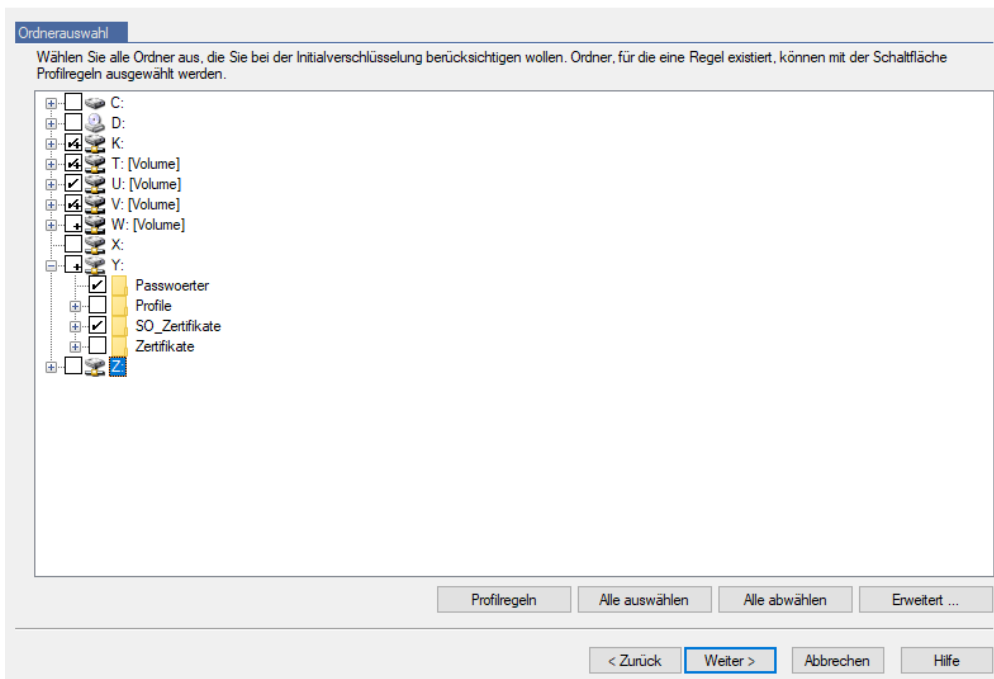 Ordnerauswahl
Wählen Sie alle Ordner aus, die Sie bei der Initialverschlüsselung berücksichtigen wollen. Ordner, für die eine Regel existiert, können mit der Schaltfläche
Profilregeln ausgewählt werden.
C:
D:
K:
T: [Volume]
U: [Volume]
V: [Volume]
W: [Volume]
X:
Y:
Passwoerter
Profile
SO_Zertifikate
Zertifikate
Z:
Profilregeln Alle auswählen Alle abwählen Erweitert ...
< Zurück Weiter > Abbrechen Hilfe